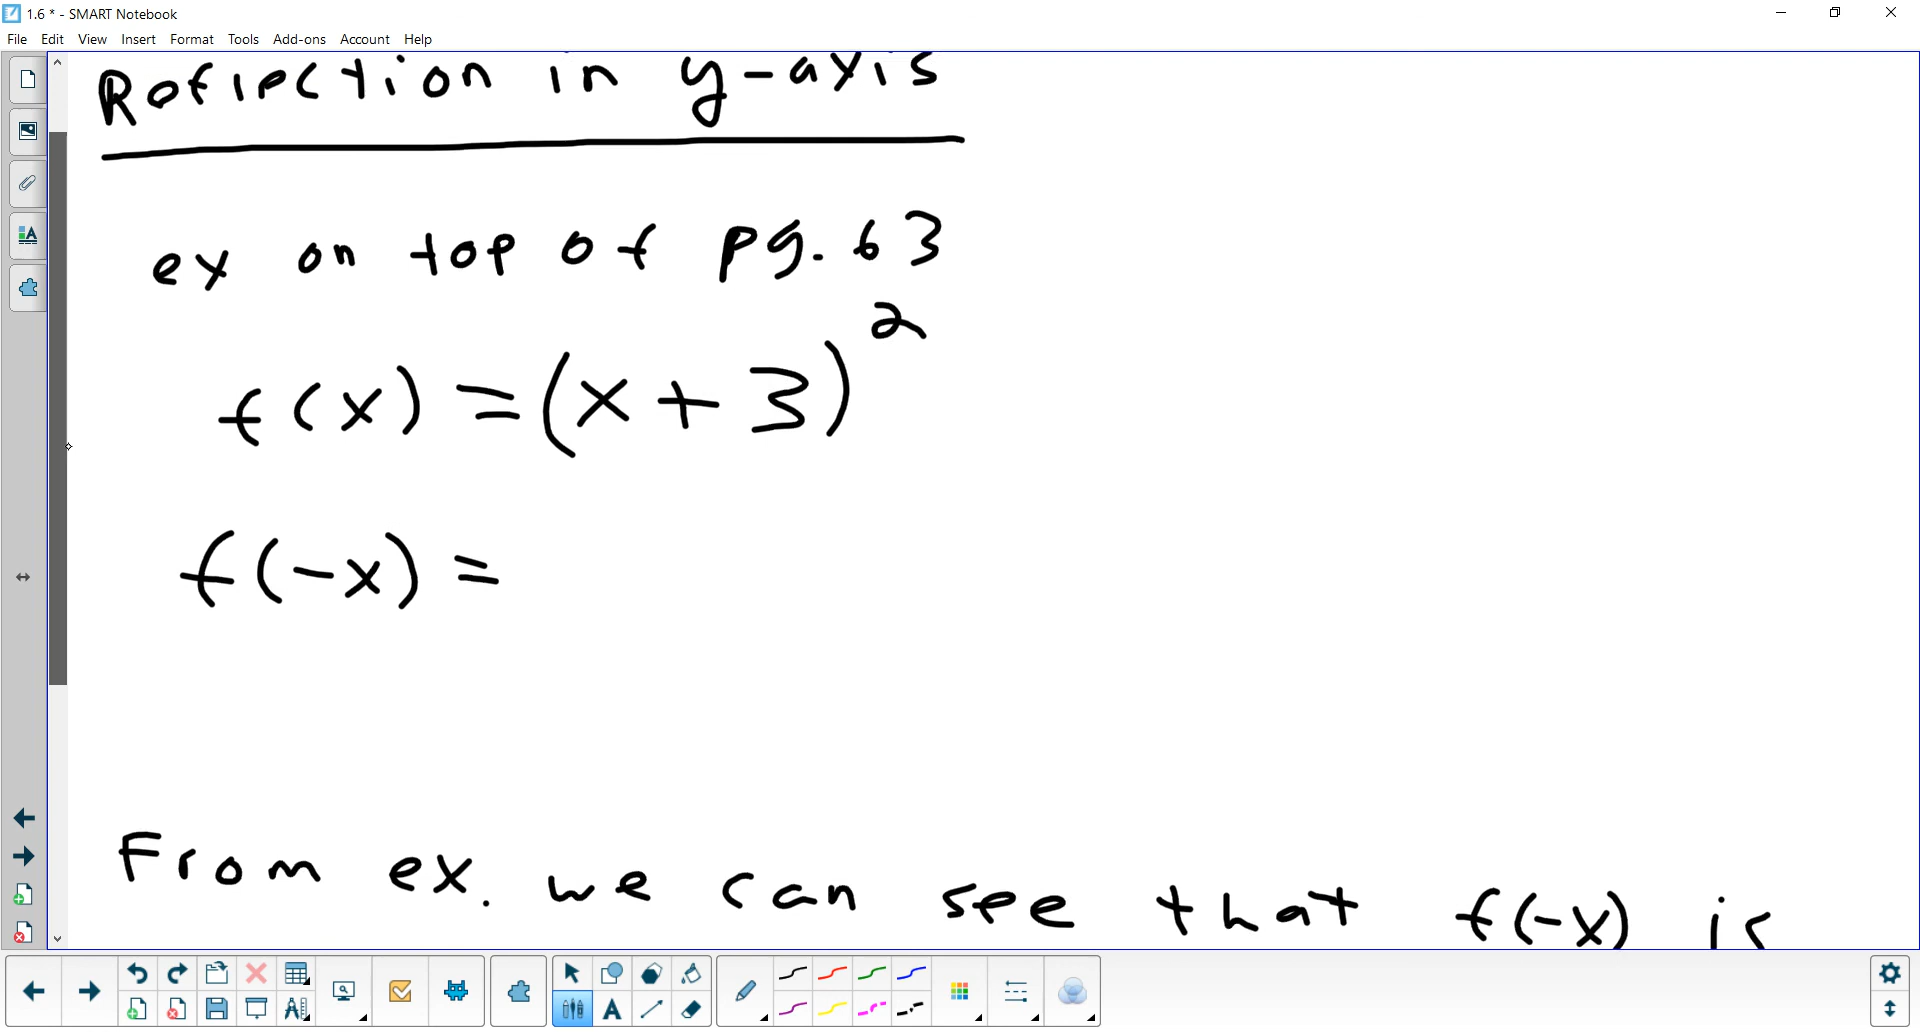 1.6 * - SMART Notebook
File Edit View Insert Format Tools Add-ons Account Help
Reflection in y-axis
ex on top of pg. 63
f(x) = (x + 3)²
f(-x) =
From ex. we can see that f(-x) is